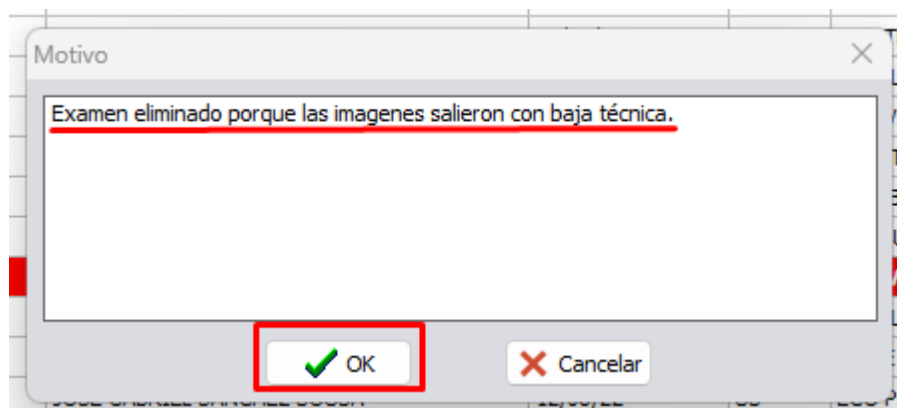 Motivo
Examen eliminado porque las imagenes salieron con baja técnica.
OK
Cancelar